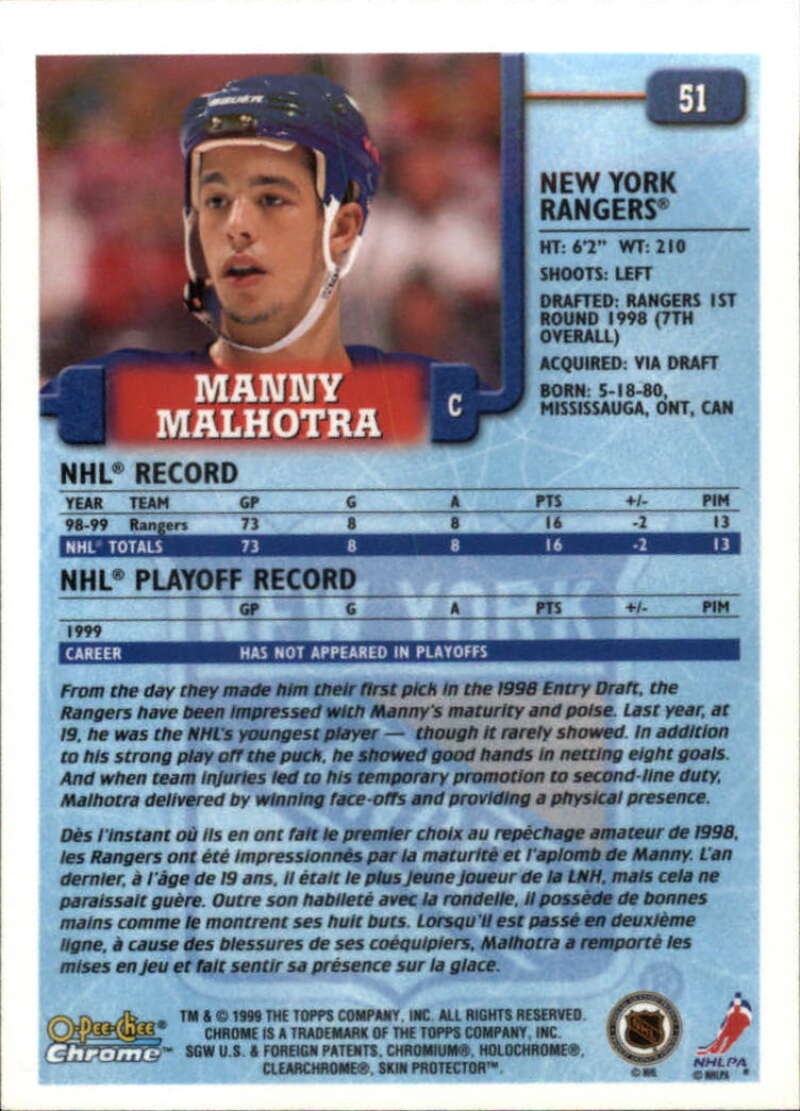 51
BAUER
NEW YORK
RANGERS®
HT: 6'2" WT: 210
SHOOTS: LEFT
DRAFTED: RANGERS 1ST
ROUND 1998 (7TH
OVERALL)
ACQUIRED: VIA DRAFT
BORN: 5-18-80,
MISSISSAUGA, ONT, CAN
MANNY
MALHOTRA
C
NHL® RECORD
YEAR TEAM GP G A PTS +/- PIM
98-99 Rangers 73 8 8 16 -2 13
NHL® TOTALS 73 8 8 16 -2 13
NHL® PLAYOFF RECORD
GP G A PTS +/- PIM
1999
CAREER HAS NOT APPEARED IN PLAYOFFS
NEW YORK
From the day they made him their first pick in the 1998 Entry Draft, the
Rangers have been impressed with Manny's maturity and poise. Last year, at
19, he was the NHL's youngest player — though it rarely showed. In addition
to his strong play off the puck, he showed good hands in netting eight goals.
And when team injuries led to his temporary promotion to second-line duty,
Malhotra delivered by winning face-offs and providing a physical presence.
Dès l'instant où ils en ont fait le premier choix au repêchage amateur de 1998,
les Rangers ont été impressionnés par la maturité et l'aplomb de Manny. L'an
dernier, à l'âge de 19 ans, il était le plus jeune joueur de la LNH, mais cela ne
paraissait guère. Outre son habileté avec la rondelle, il possède de bonnes
mains comme le montrent ses huit buts. Lorsqu'il est passé en deuxième
ligne, à cause des blessures de ses coéquipiers, Malhotra a remporté les
mises en jeu et fait sentir sa présence sur la glace.
O-Pee-Chee®
Chrome™
TM & © 1999 THE TOPPS COMPANY, INC. ALL RIGHTS RESERVED.
CHROME IS A TRADEMARK OF THE TOPPS COMPANY, INC.
SGW U.S. & FOREIGN PATENTS, CHROMIUM®, HOLOCHROME®,
CLEARCHROME®, SKIN PROTECTOR™.
NHL
© NHL
NHLPA
© NHLPA